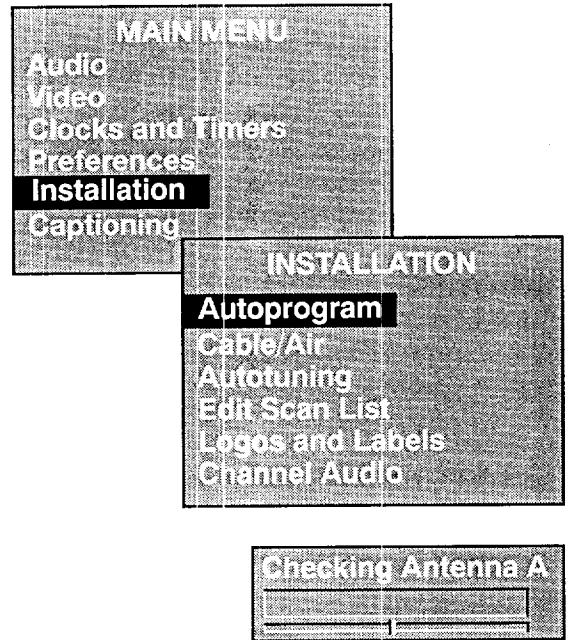 MAIN MENU
Audio
Video
Clocks and Timers
Preferences
Installation
Captioning
INSTALLATION
Autoprogram
Cable/Air
Autotuning
Edit Scan List
Logos and Labels
Channel Audio
Checking Antenna A